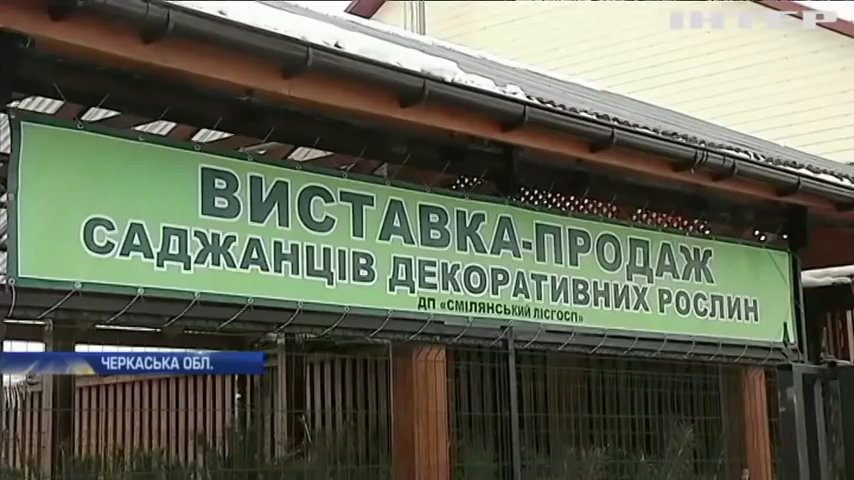 ІНТЕР
ВИСТАВКА-ПРОДАЖ
САДЖАНЦІВ ДЕКОРАТИВНИХ РОСЛИН
ДП «СМІЛЯНСЬКИЙ ЛІСГОСП»
ЧЕРКАСЬКА ОБЛ.